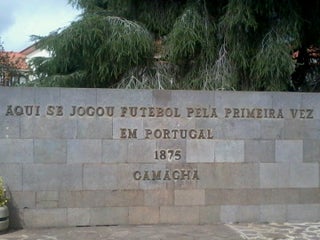 AQUI SE JOGOU FUTEBOL PELA PRIMEIRA VEZ
EM PORTUGAL
1875
CAMACHA